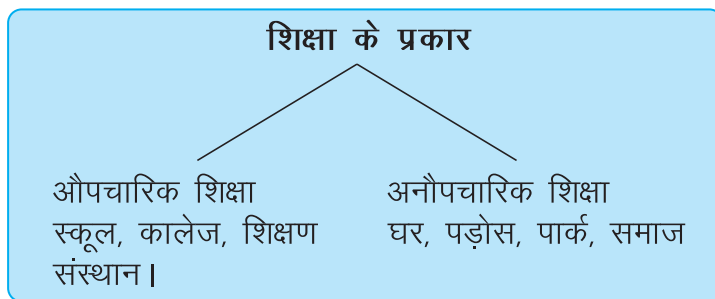 शिक्षा के प्रकार
औपचारिक शिक्षा
स्कूल, कालेज, शिक्षण
संस्थान।
अनौपचारिक शिक्षा
घर, पड़ोस, पार्क, समाज